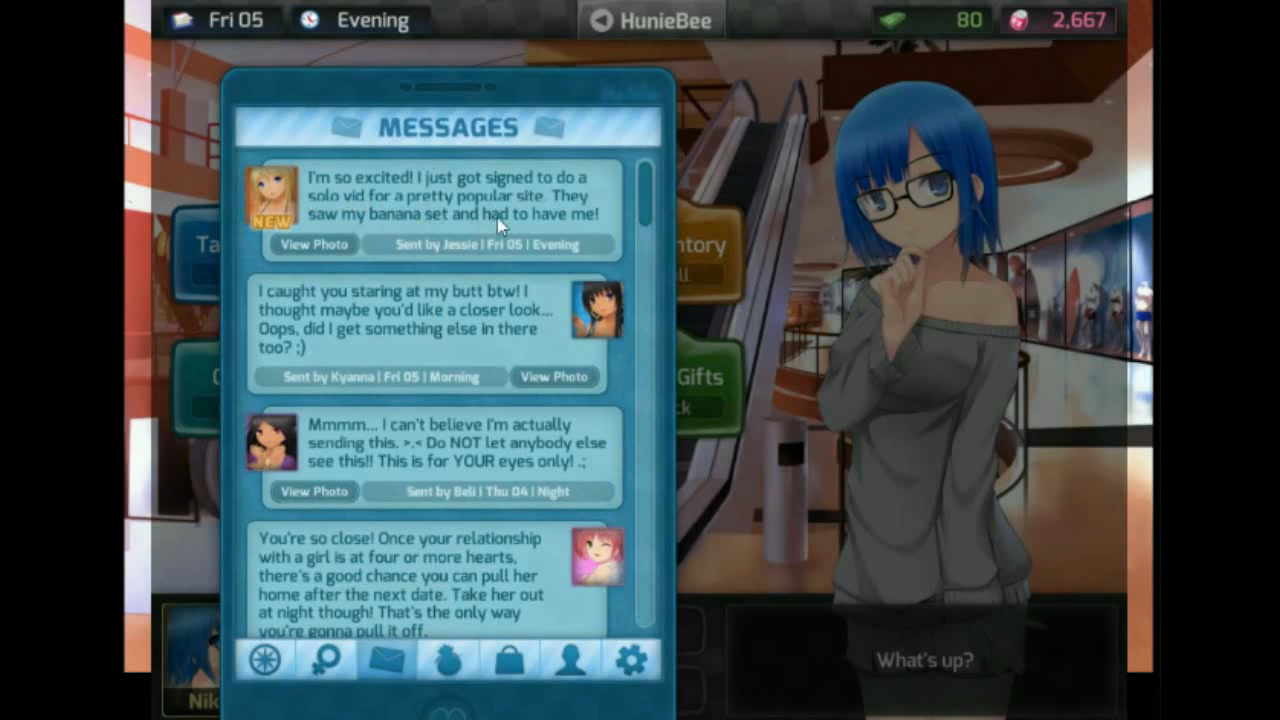 Fri 05
Evening
HunieBee
80
2,667
MESSAGES
I'm so excited! I just got signed to do a
solo vid for a pretty popular site. They
saw my banana set and had to have me!
NEW
View Photo
Sent by Jessie | Fri 05 | Evening
I caught you staring at my butt btw! I
thought maybe you'd like a closer look...
Oops, did I get something else in there
too? ;)
Sent by Kyanna | Fri 05 | Morning
View Photo
Mmmm... I can't believe I'm actually
sending this. >.< Do NOT let anybody else
see this!! This is for YOUR eyes only! .;
View Photo
Sent by Beli | Thu 04 | Night
You're so close! Once your relationship
with a girl is at four or more hearts,
there's a good chance you can pull her
home after the next date. Take her out
at night though! That's the only way
you're gonna pull it off.
Ta
ntory
ll
Gifts
ck
Nik
What's up?